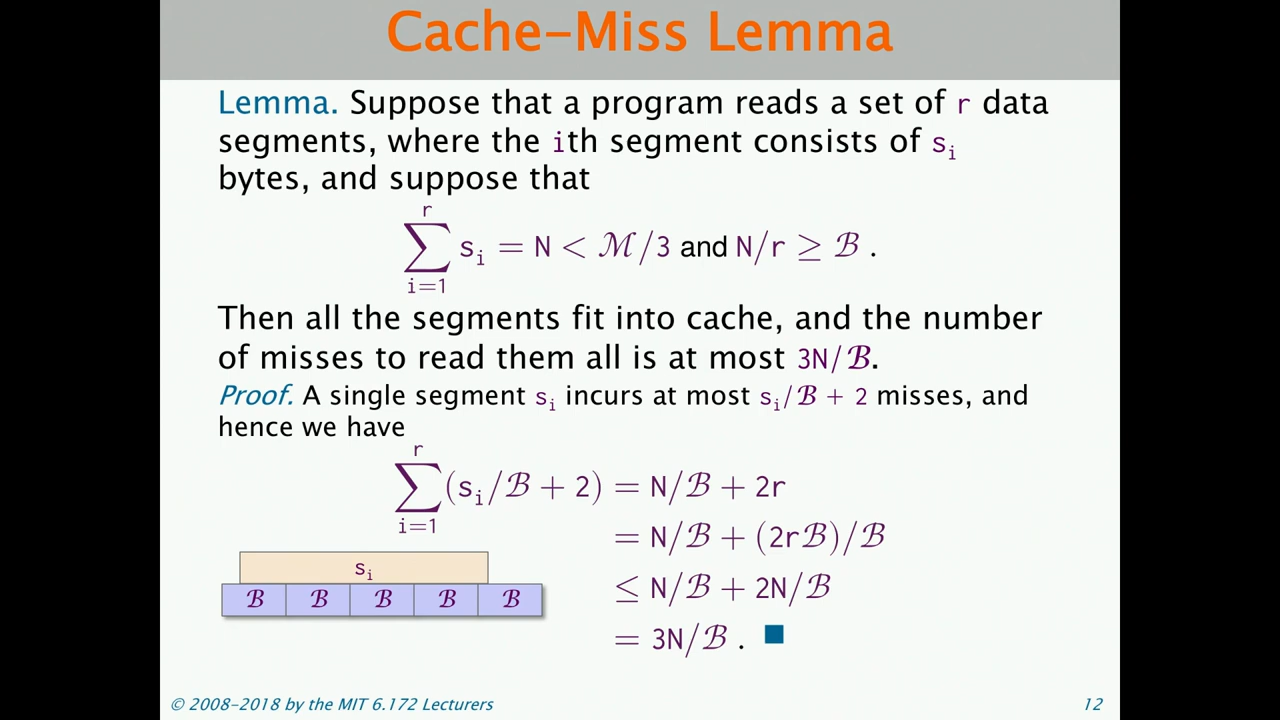 Cache-Miss Lemma
Lemma. Suppose that a program reads a set of r data
segments, where the ith segment consists of sᵢ
bytes, and suppose that
r
∑ sᵢ = N < ℳ/3 and N/r ≥ ℬ .
i=1
Then all the segments fit into cache, and the number
of misses to read them all is at most 3N/ℬ.
Proof. A single segment sᵢ incurs at most sᵢ/ℬ + 2 misses, and
hence we have
r
∑(sᵢ/ℬ + 2) = N/ℬ + 2r
i=1
= N/ℬ + (2rℬ)/ℬ
≤ N/ℬ + 2N/ℬ
= 3N/ℬ . ■
sᵢ
ℬ ℬ ℬ ℬ ℬ
© 2008-2018 by the MIT 6.172 Lecturers
12